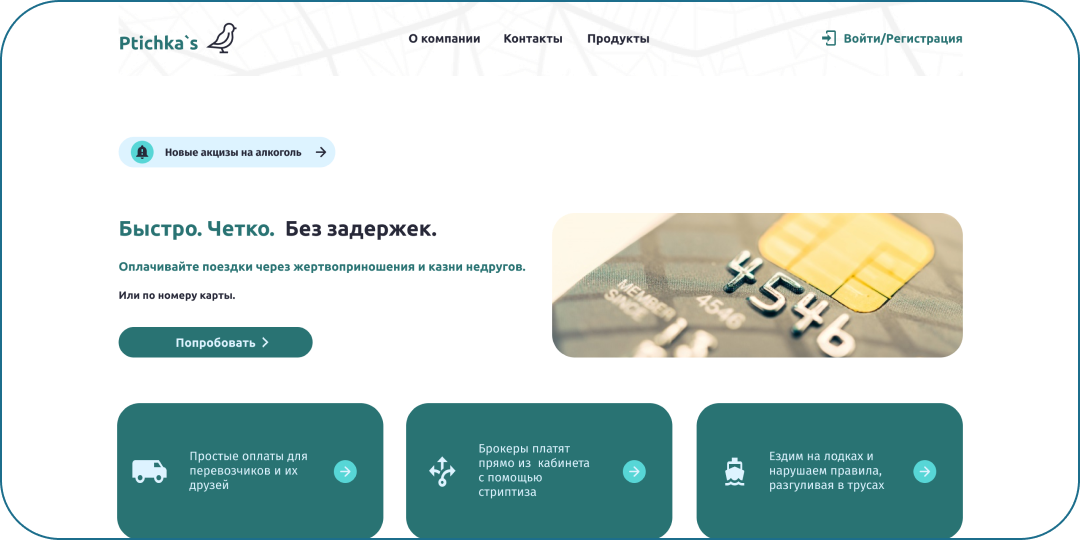 Ptichka`s
О компании
Контакты
Продукты
Войти/Регистрация
Новые акцизы на алкоголь
Быстро. Четко. Без задержек.
Оплачивайте поездки через жертвоприношения и казни недругов.
Или по номеру карты.
Попробовать
MEMBER
SINCE
4546
4546
Простые оплаты для
перевозчиков и их
друзей
Брокеры платят
прямо из кабинета
с помощью
стриптиза
Ездим на лодках и
нарушаем правила,
разгуливая в трусах